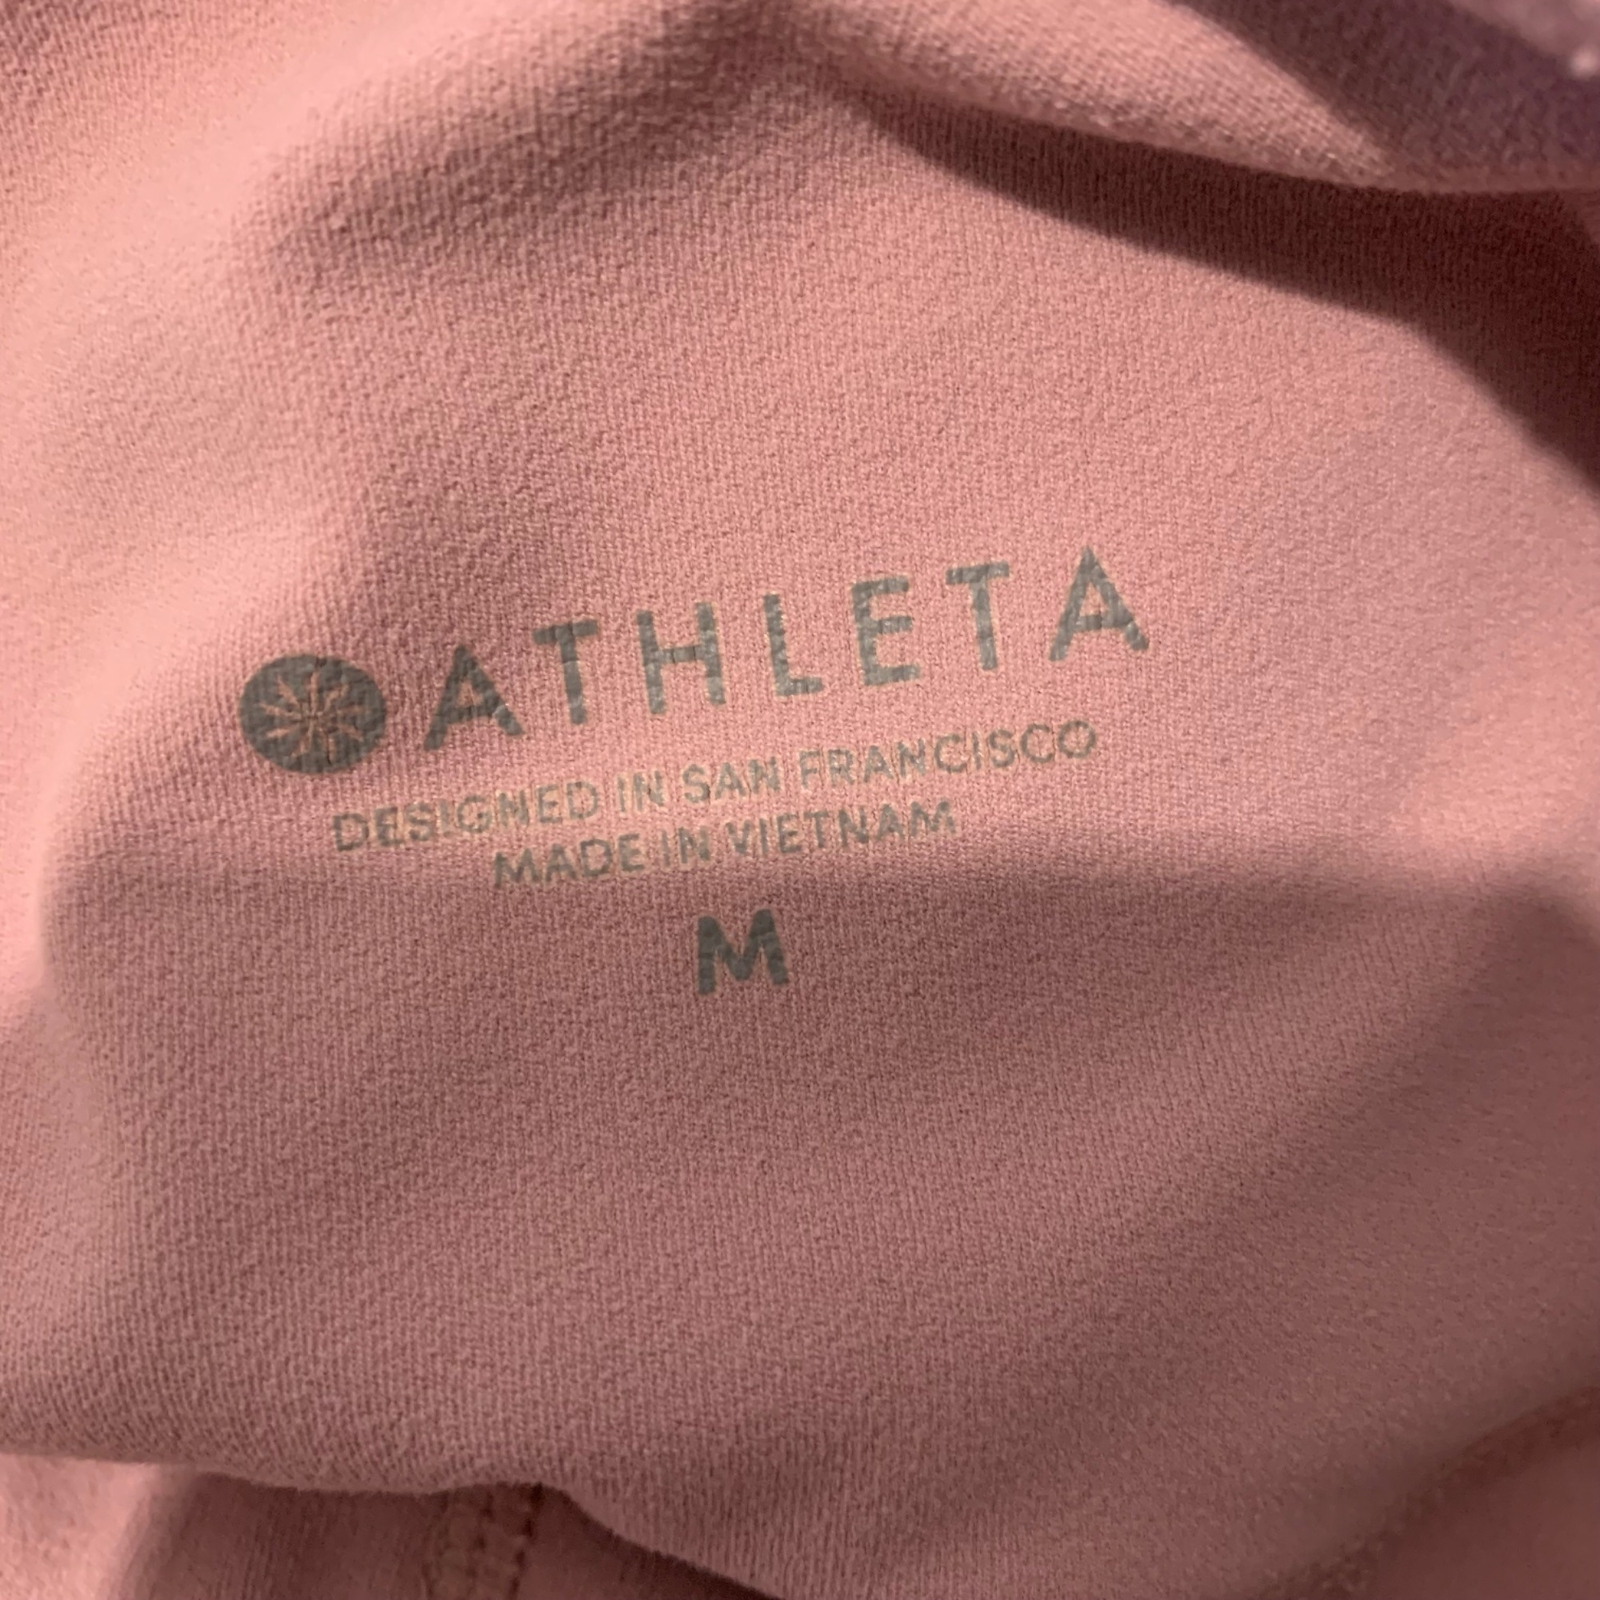 ATHLETA
DESIGNED IN SAN FRANCISCO
MADE IN VIETNAM
M